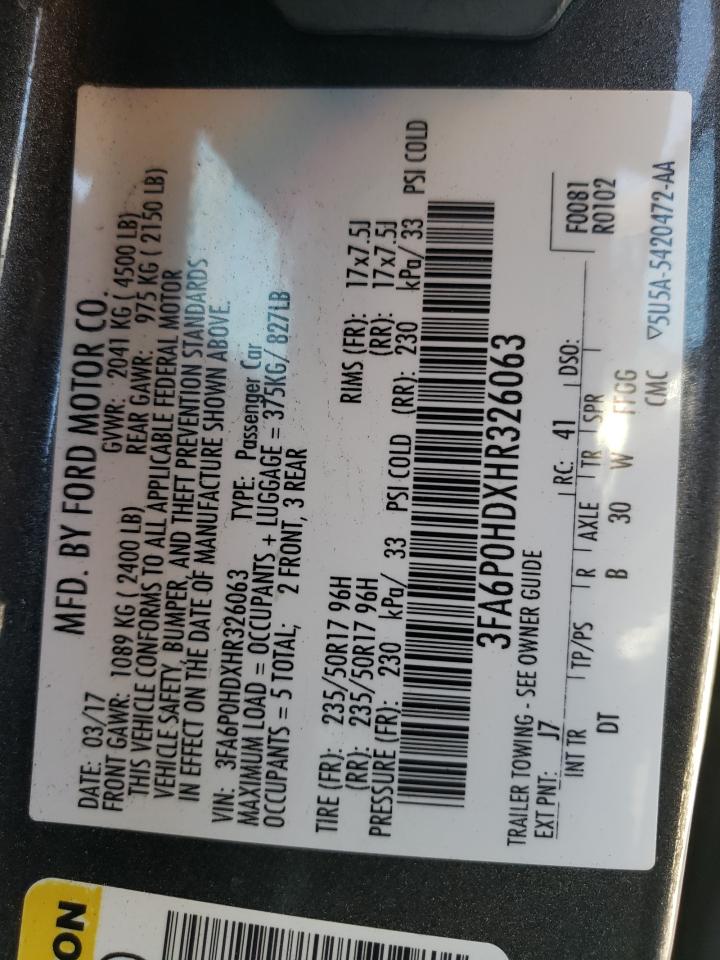 MFD. BY FORD MOTOR CO.
DATE: 03/17 GVWR: 2041 KG ( 4500 LB)
FRONT GAWR: 1089 KG ( 2400 LB) REAR GAWR: 975 KG ( 2150 LB)
THIS VEHICLE CONFORMS TO ALL APPLICABLE FEDERAL MOTOR
VEHICLE SAFETY, BUMPER, AND THEFT PREVENTION STANDARDS
IN EFFECT ON THE DATE OF MANUFACTURE SHOWN ABOVE.
VIN: 3FA6P0HDXHR326063 TYPE: Passenger Car
MAXIMUM LOAD = OCCUPANTS + LUGGAGE = 375KG/ 827LB
OCCUPANTS = 5 TOTAL; 2 FRONT, 3 REAR
TIRE (FR): 235/50R17 96H RIMS (FR): 17x7.5J
(RR): 235/50R17 96H (RR): 17x7.5J
PRESSURE (FR): 230 kPa/ 33 PSI COLD (RR): 230 kPa/ 33 PSI COLD
3FA6P0HDXHR326063
TRAILER TOWING - SEE OWNER GUIDE
EXT PNT: J7 RC: 41 DSO: F0081
R0102
INT TR TP/PS R AXLE TR SPR
DT B 30 W FFGG
CMC ▽5U5A-5420472-AA
ON